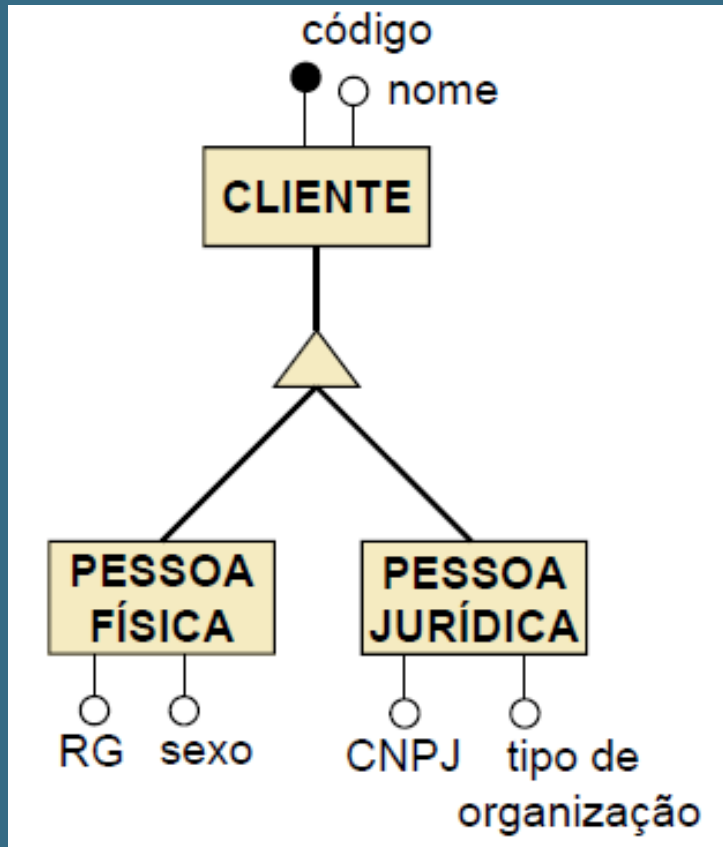 código
nome
CLIENTE
PESSOA
FÍSICA
PESSOA
JURÍDICA
RG
sexo
CNPJ
tipo de
organização